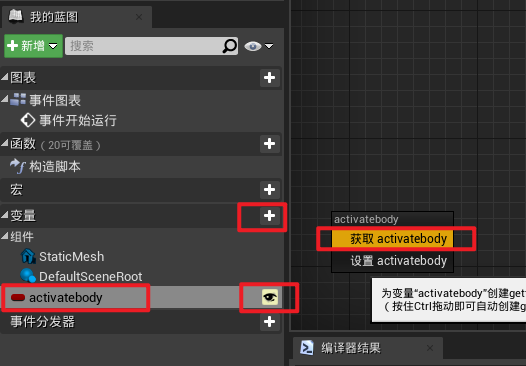 我的蓝图
新增
搜索
图表
事件图表
事件开始运行
函数（20可覆盖）
构造脚本
宏
变量
组件
StaticMesh
DefaultSceneRoot
activatebody
事件分发器
activatebody
获取 activatebody
设置 activatebody
为变量“activatebody”创建get
（按住Ctrl拖动即可自动创建g
编译器结果